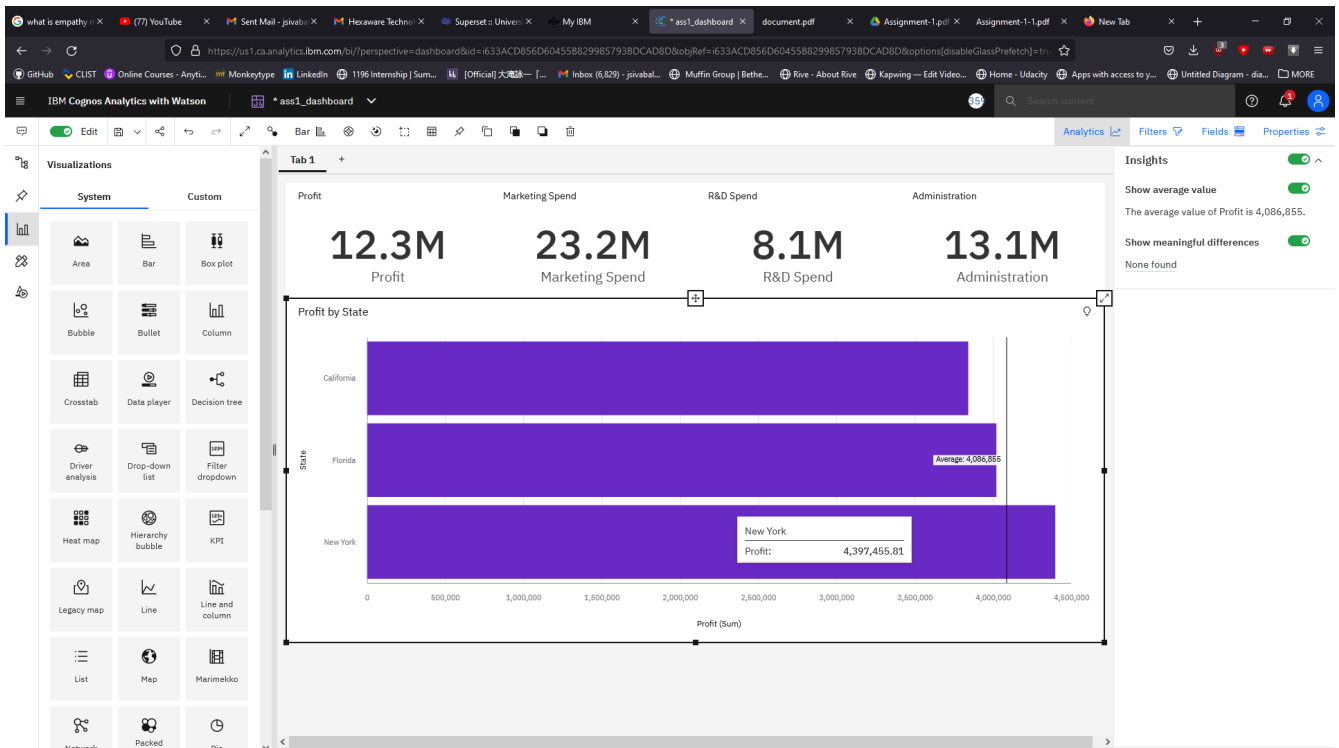 what is empathy m
(77) YouTube
Sent Mail - jsivabal
Hexaware Technol
Superset :: Univers
My IBM
* ass1_dashboard
document.pdf
Assignment-1.pdf
Assignment-1-1.pdf
New Tab
https://us1.ca.analytics.ibm.com/bi/?perspective=dashboard&id=i633ACD856D60455B829985793BDCAD8D&objRef=i633ACD856D60455B829985793BDCAD8D&options[disableGlassPrefetch]=tru
GitHub
CLIST
Online Courses - Anyti...
mt Monkeytype
in LinkedIn
1196 Internship | Sum...
[Official] 大滝詠一 「...
Inbox (6,829) - jsivabal...
Muffin Group | Bethe...
Rive - About Rive
Kapwing — Edit Video...
Home - Udacity
Apps with access to y...
Untitled Diagram - dia...
MORE
IBM Cognos Analytics with Watson
* ass1_dashboard
359
Search content
1
Edit
Bar
Analytics
Filters
Fields
Properties
Visualizations
System
Custom
Area
Bar
Box plot
Bubble
Bullet
Column
Crosstab
Data player
Decision tree
Driver analysis
Drop-down list
Filter dropdown
Heat map
Hierarchy bubble
KPI
Legacy map
Line
Line and column
List
Map
Marimekko
Network
Packed
Pie
Tab 1
+
Profit
Marketing Spend
R&D Spend
Administration
12.3M
23.2M
8.1M
13.1M
Profit
Marketing Spend
R&D Spend
Administration
Profit by State
State
California
Florida
New York
Average: 4,086,855
New York
Profit: 4,397,455.81
0
500,000
1,000,000
1,500,000
2,000,000
2,500,000
3,000,000
3,500,000
4,000,000
4,500,000
Profit (Sum)
Insights
Show average value
The average value of Profit is 4,086,855.
Show meaningful differences
None found